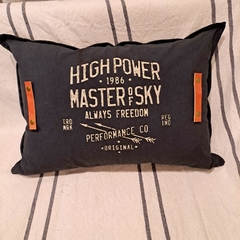 HIGH POWER
• 1986 •
MASTER OF SKY
ALWAYS FREEDOM
PERFORMANCE CO.
• ORIGINAL •